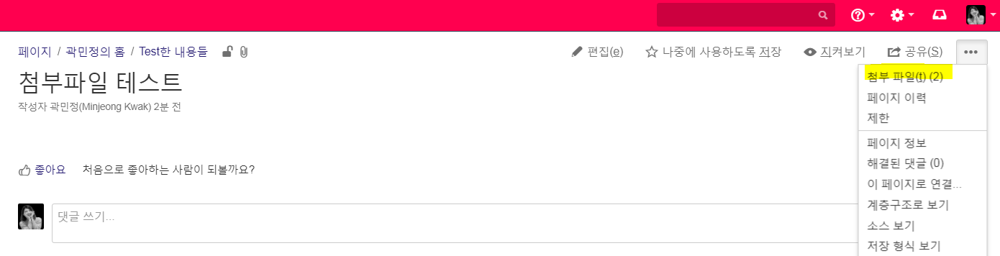 페이지 / 곽민정의 홈 / Test한 내용들
편집(e) 나중에 사용하도록 저장 지켜보기 공유(S)
첨부파일 테스트
작성자 곽민정(Minjeong Kwak) 2분 전
첨부 파일(t) (2)
페이지 이력
제한
페이지 정보
해결된 댓글 (0)
이 페이지로 연결...
계층구조로 보기
소스 보기
저장 형식 보기
좋아요 처음으로 좋아하는 사람이 되볼까요?
댓글 쓰기...